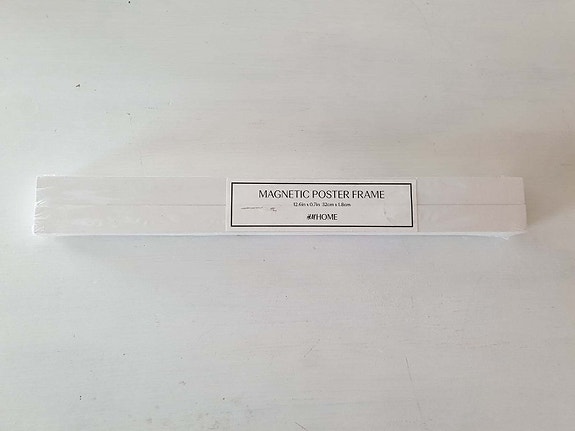 MAGNETIC POSTER FRAME
12.6in x 0.7in 32cm x 1.8cm
H&M HOME